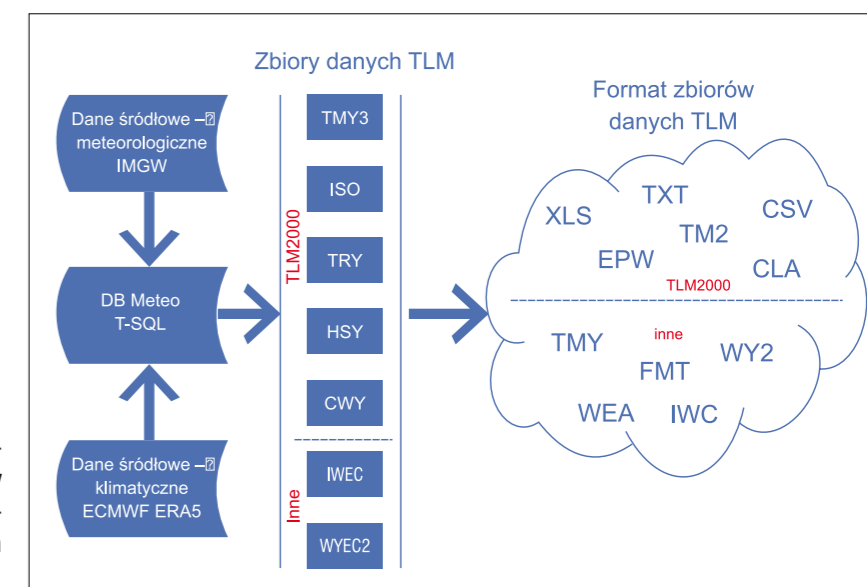 Zbiory danych TLM
Dane źródłowe –
meteorologiczne
IMGW
DB Meteo
T-SQL
Dane źródłowe –
klimatyczne
ECMWF ERA5
TLM2000
TMY3
ISO
TRY
HSY
CWY
Inne
IWEC
WYEC2
Format zbiorów
danych TLM
XLS
TXT
CSV
TM2
EPW
CLA
TLM2000
inne
TMY
WY2
FMT
WEA
IWC